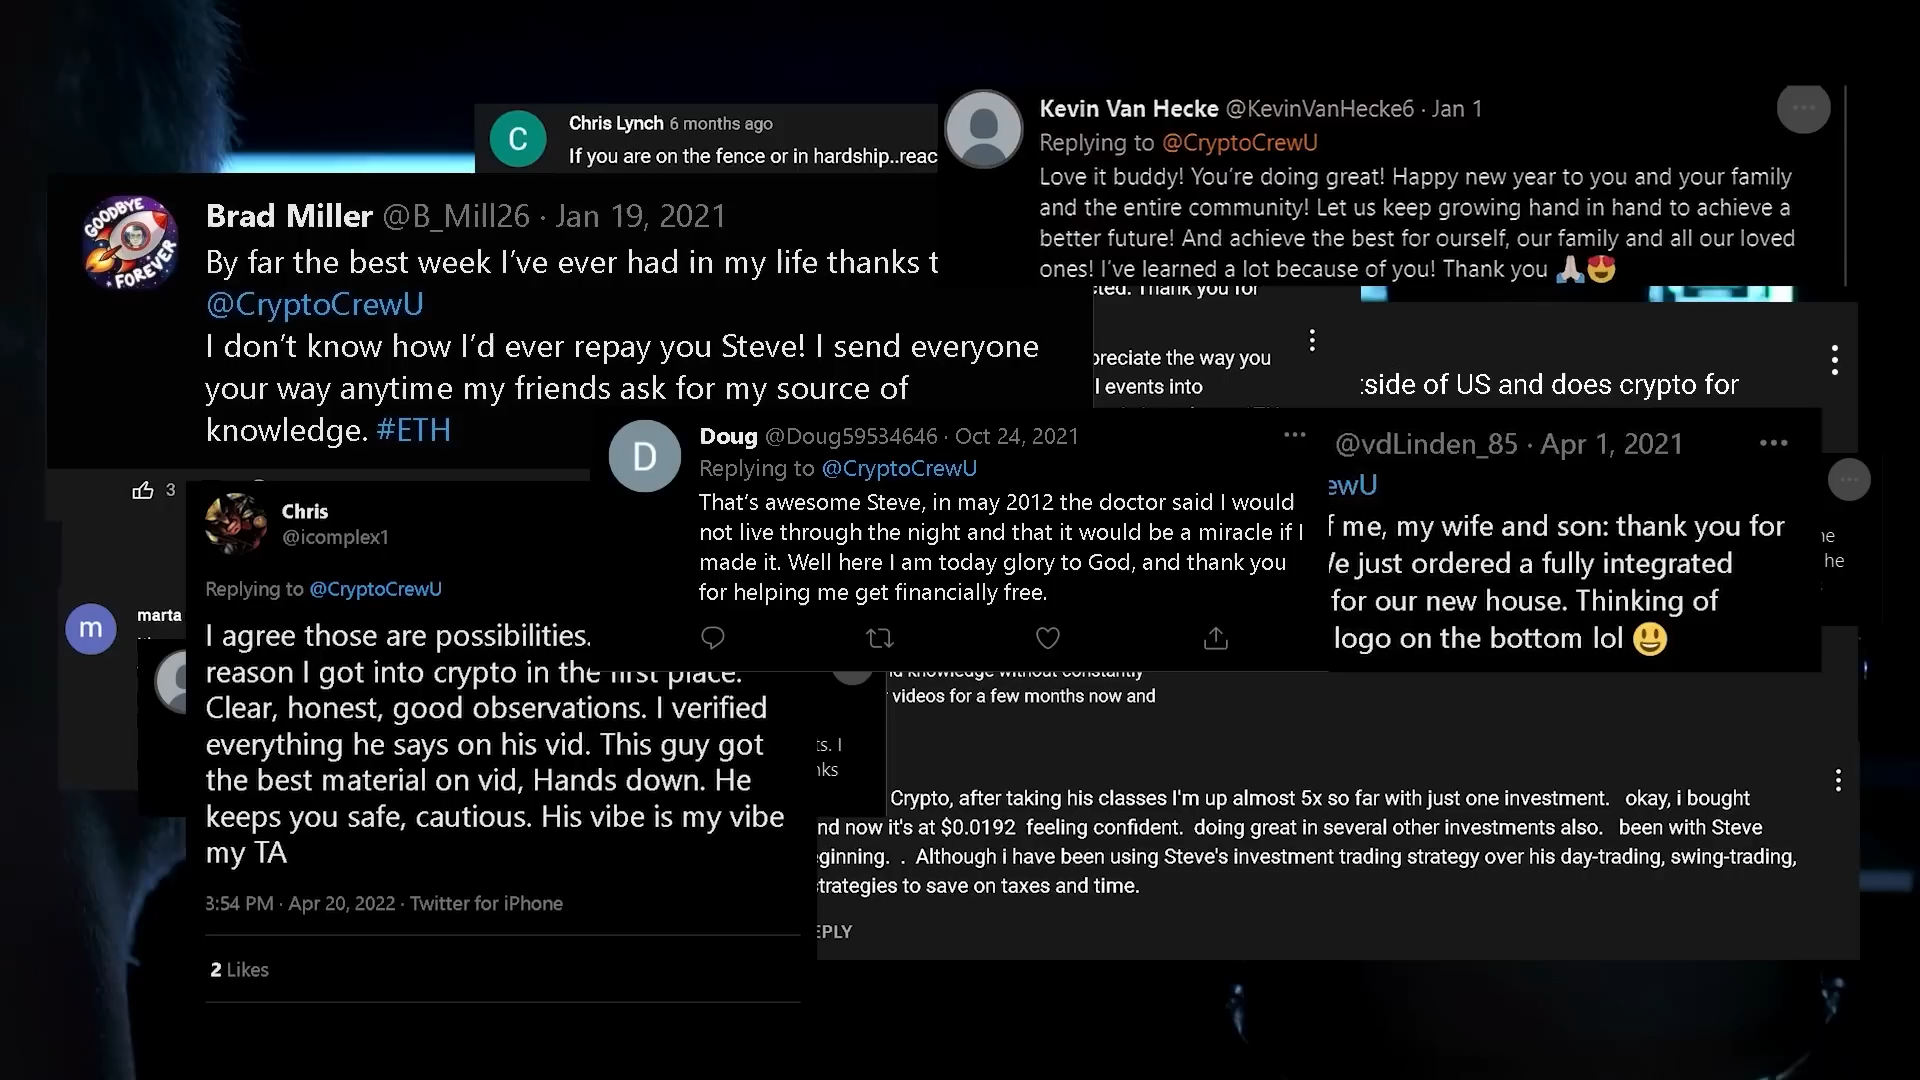 Chris Lynch 6 months ago
If you are on the fence or in hardship..reac
Kevin Van Hecke @KevinVanHecke6 · Jan 1
Replying to @CryptoCrewU
Love it buddy! You're doing great! Happy new year to you and your family
and the entire community! Let us keep growing hand in hand to achieve a
better future! And achieve the best for ourself, our family and all our loved
ones! I've learned a lot because of you! Thank you 🙏🏻😍
Brad Miller @B_Mill26 · Jan 19, 2021
GOODBYE
FOREVER
By far the best week I've ever had in my life thanks t
@CryptoCrewU
I don't know how I'd ever repay you Steve! I send everyone
your way anytime my friends ask for my source of
knowledge. #ETH
Thank you for
preciate the way you
l events into
tside of US and does crypto for
Doug @Doug59534646 · Oct 24, 2021
D
Replying to @CryptoCrewU
That's awesome Steve, in may 2012 the doctor said I would
not live through the night and that it would be a miracle if I
made it. Well here I am today glory to God, and thank you
for helping me get financially free.
@vdLinden_85 · Apr 1, 2021
ewU
f me, my wife and son: thank you for
Ve just ordered a fully integrated
for our new house. Thinking of
logo on the bottom lol 😃
he
3
marta
m
C
Chris
@icomplex1
Replying to @CryptoCrewU
I agree those are possibilities.
reason I got into crypto in the first place.
Clear, honest, good observations. I verified
everything he says on his vid. This guy got
the best material on vid, Hands down. He
keeps you safe, cautious. His vibe is my vibe
my TA
3:54 PM · Apr 20, 2022 · Twitter for iPhone
2 Likes
knowledge without constantly
videos for a few months now and
ts. I
nks
Crypto, after taking his classes I'm up almost 5x so far with just one investment. okay, i bought
nd now it's at $0.0192 feeling confident. doing great in several other investments also. been with Steve
ginning. . Although i have been using Steve's investment trading strategy over his day-trading, swing-trading,
trategies to save on taxes and time.
EPLY